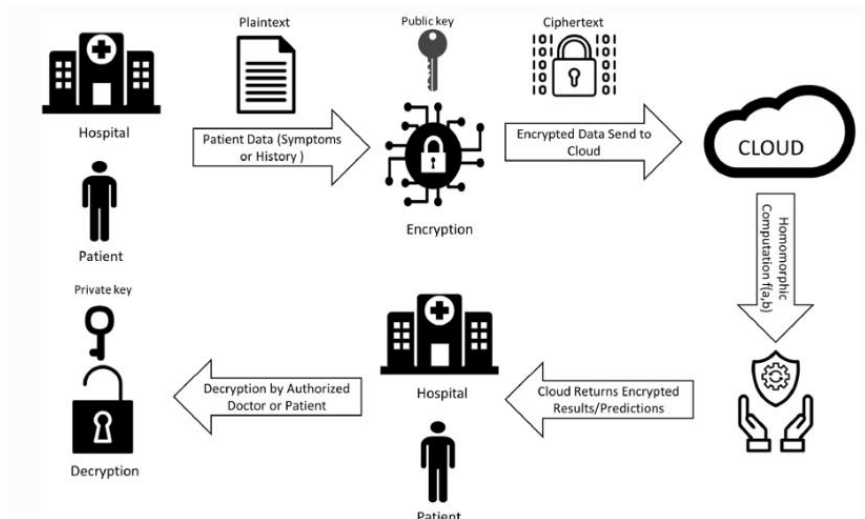 Plaintext
Public key
Ciphertext
Hospital
Patient Data (Symptoms
or History )
Encrypted Data Send to
Cloud
CLOUD
Encryption
Patient
Homomorphic
Computation f(a,b)
Private key
Decryption by Authorized
Doctor or Patient
Hospital
Cloud Returns Encrypted
Results/Predictions
Decryption
Patient